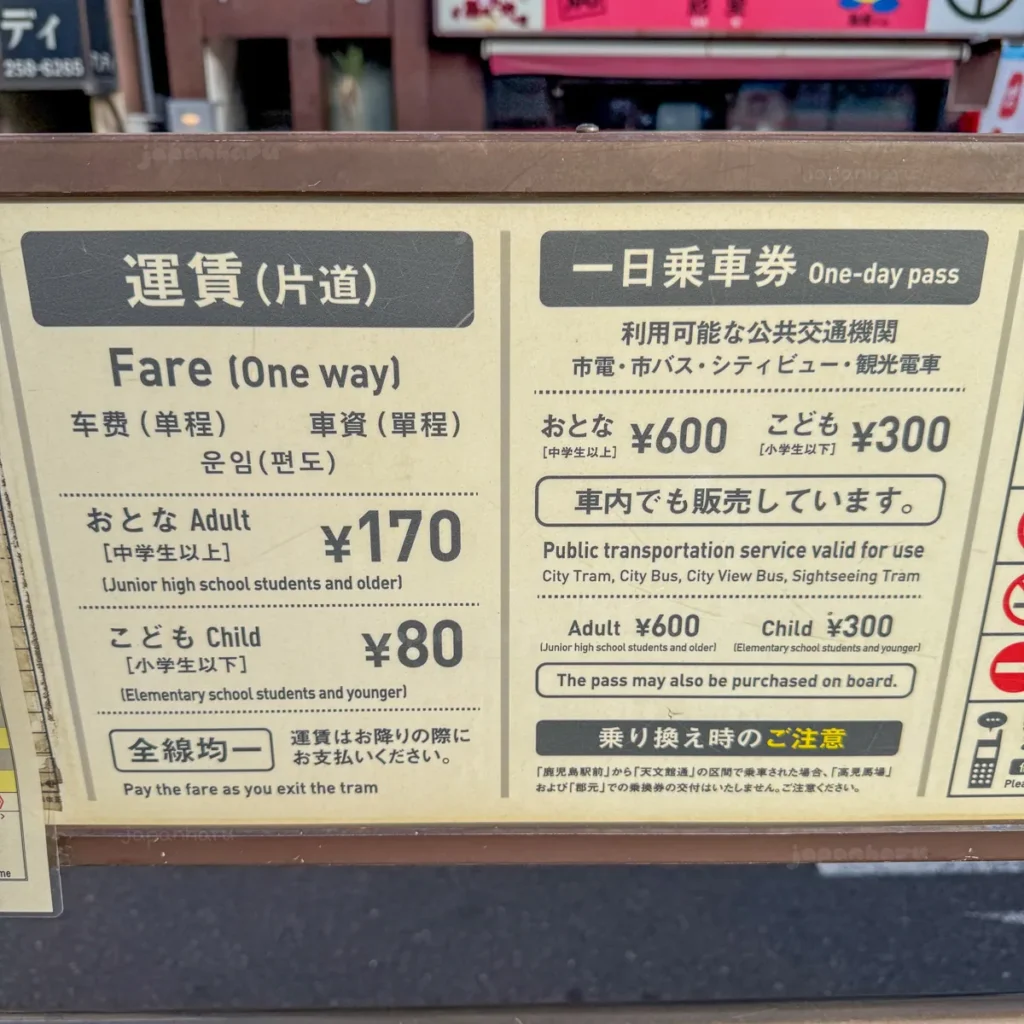 ディ
258-6265
運賃(片道)
Fare (One way)
车费(单程) 車資(單程)
운임(편도)
おとな Adult ¥170
[中学生以上]
(Junior high school students and older)
こども Child ¥80
[小学生以下]
(Elementary school students and younger)
全線均一
運賃はお降りの際に
お支払いください。
Pay the fare as you exit the tram
一日乗車券 One-day pass
利用可能な公共交通機関
市電・市バス・シティビュー・観光電車
おとな ¥600 こども ¥300
[中学生以上] [小学生以下]
車内でも販売しています。
Public transportation service valid for use
City Tram, City Bus, City View Bus, Sightseeing Tram
Adult ¥600 Child ¥300
(Junior high school students and older) (Elementary school students and younger)
The pass may also be purchased on board.
乗り換え時のご注意
「鹿児島駅前」から「天文館通」の区間で乗車された場合、「高見馬場」
および「郡元」での乗換券の交付はいたしません。ご注意ください。
Plea
me
japanharu
japanharu
japanharu
japanharu